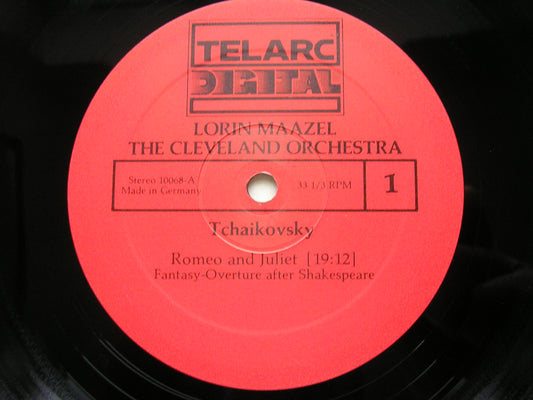 TELARC
DIGITAL
LORIN MAAZEL
THE CLEVELAND ORCHESTRA
Stereo 10068-A
Made in Germany
33 1/3 RPM
1
Tchaikovsky
Romeo and Juliet [19:12]
Fantasy-Overture after Shakespeare